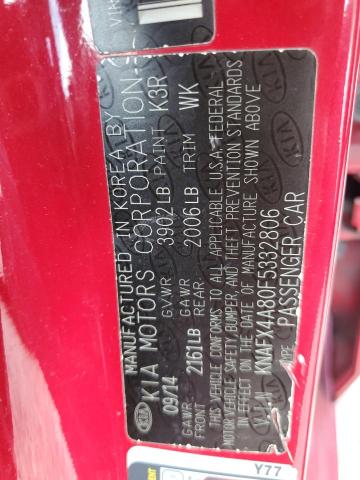 MANUFACTURED IN KOREA BY
KIA MOTORS CORPORATION
09/14 GVWR 3902LB PAINT K3R
GAWR FRONT 2161LB GAWR REAR 2006LB TRIM WK
THIS VEHICLE CONFORMS TO ALL APPLICABLE U.S.A. FEDERAL
MOTOR VEHICLE SAFETY, BUMPER, AND THEFT PREVENTION STANDARDS
IN EFFECT ON THE DATE OF MANUFACTURE SHOWN ABOVE
V.I.N KNAFX4A80F5332806
TYPE PASSENGER CAR
Y77